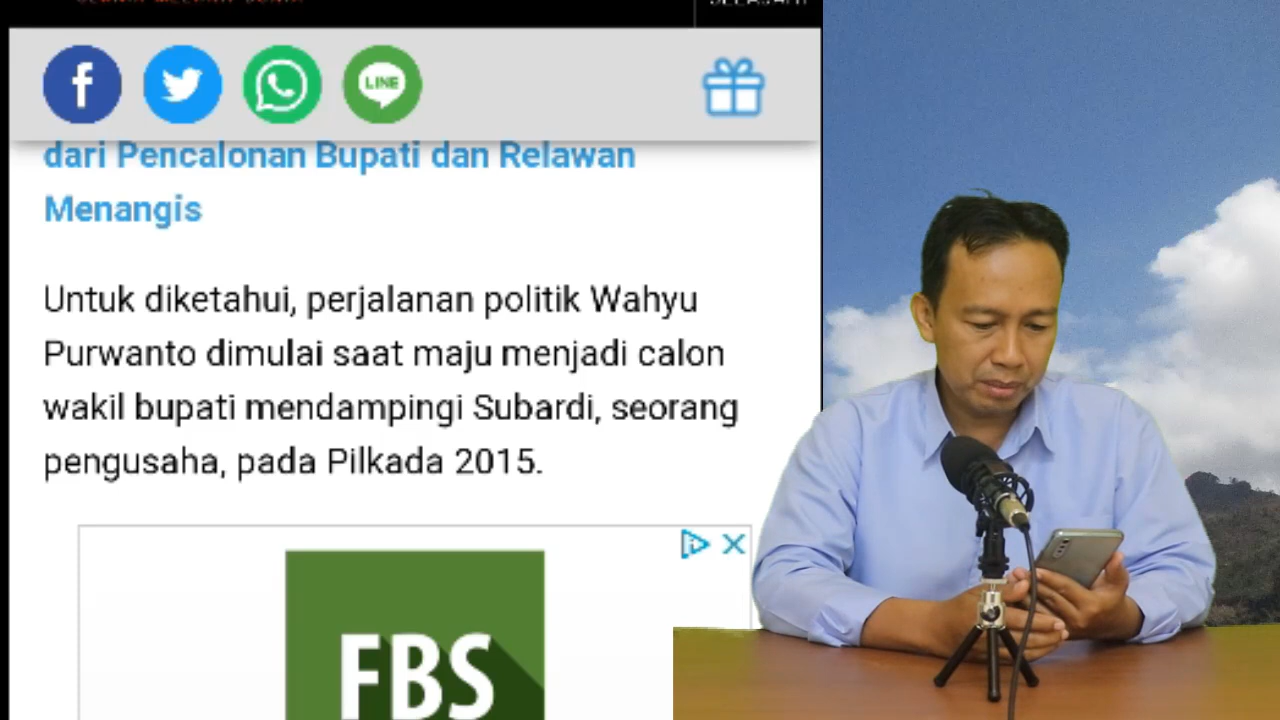 LINE
dari Pencalonan Bupati dan Relawan
Menangis
Untuk diketahui, perjalanan politik Wahyu
Purwanto dimulai saat maju menjadi calon
wakil bupati mendampingi Subardi, seorang
pengusaha, pada Pilkada 2015.
FBS